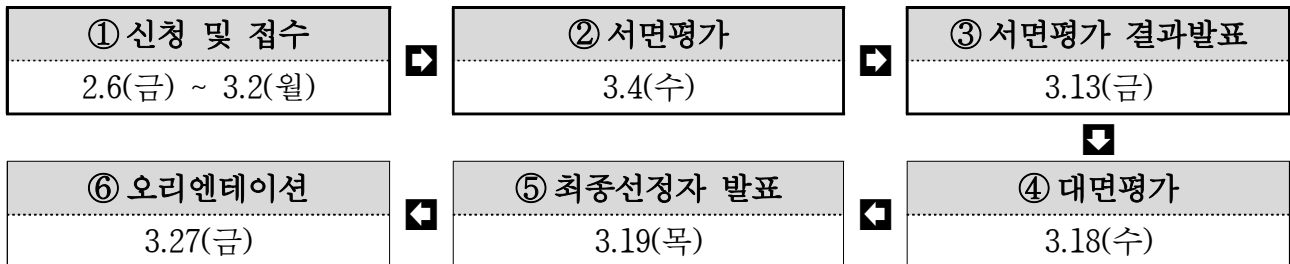 ① 신청 및 접수
2.6(금) ~ 3.2(월)
② 서면평가
3.4(수)
③ 서면평가 결과발표
3.13(금)
④ 대면평가
3.18(수)
⑤ 최종선정자 발표
3.19(목)
⑥ 오리엔테이션
3.27(금)